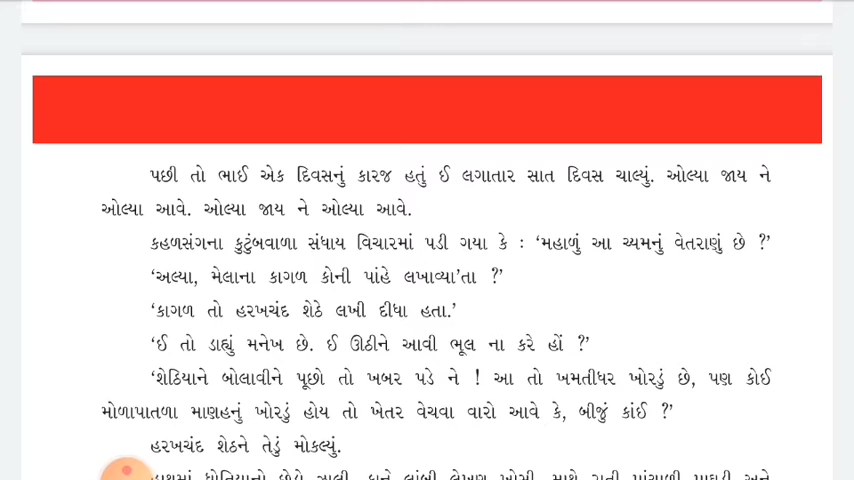 પછી તો ભાઈ એક દિવસનું કારજ હતું ઈ લગાતાર સાત દિવસ ચાલ્યું. ઓલ્યા જાય ને
ઓલ્યા આવે. ઓલ્યા જાય ને ઓલ્યા આવે.
કહળસંગના કુટુંબવાળા સંધાય વિચારમાં પડી ગયા કે : ‘મહાળું આ ચ્યમનું વેતરાણું છે ?’
‘અલ્યા, મેલાના કાગળ કોની પાંહે લખાવ્યા’તા ?’
‘કાગળ તો હરખચંદ શેઠે લખી દીધા હતા.’
‘ઈ તો ડાહ્યું મનેખ છે. ઈ ઊઠીને આવી ભૂલ ના કરે હોં ?’
‘શેઠિયાને બોલાવીને પૂછો તો ખબર પડે ને ! આ તો ખમતીધર ખોરડું છે, પણ કોઈ
મોળાપાતળા માણહનું ખોરડું હોય તો ખેતર વેચવા વારો આવે કે, બીજું કાંઈ ?’
હરખચંદ શેઠને તેડું મોકલ્યું.